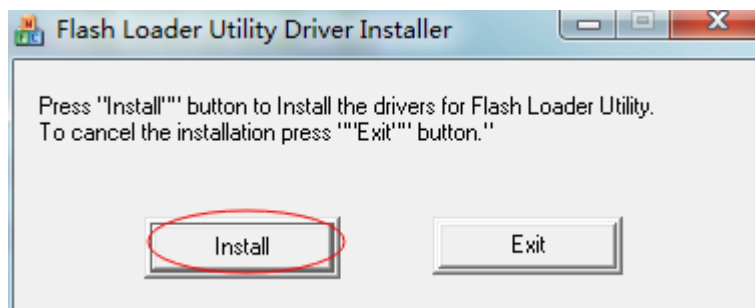 Flash Loader Utility Driver Installer
Press "Install"'" button to Install the drivers for Flash Loader Utility.
To cancel the installation press '""Exit"'" button."
Install
Exit